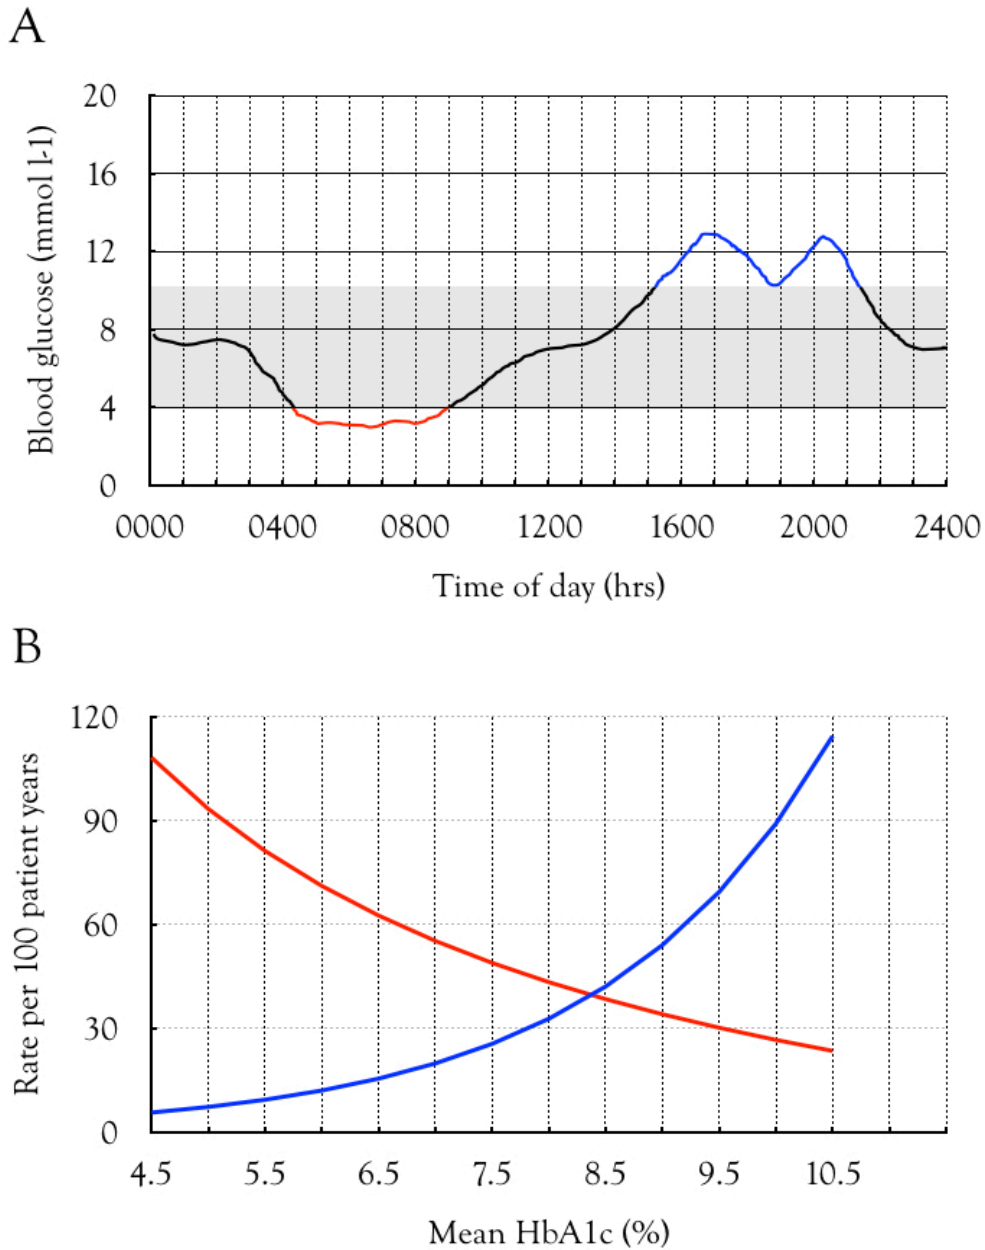 A
Blood glucose (mmol l-1)
20
16
12
8
4
0
0000 0400 0800 1200 1600 2000 2400
Time of day (hrs)
B
Rate per 100 patient years
120
90
60
30
0
4.5 5.5 6.5 7.5 8.5 9.5 10.5
Mean HbA1c (%)